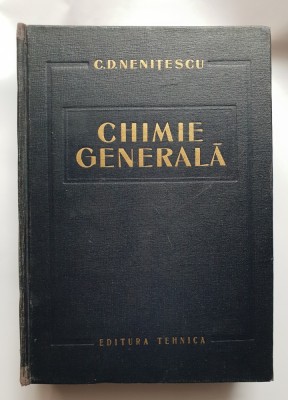 C.D.NENIȚESCU
CHIMIE
GENERALĂ
EDITURA TEHNICA